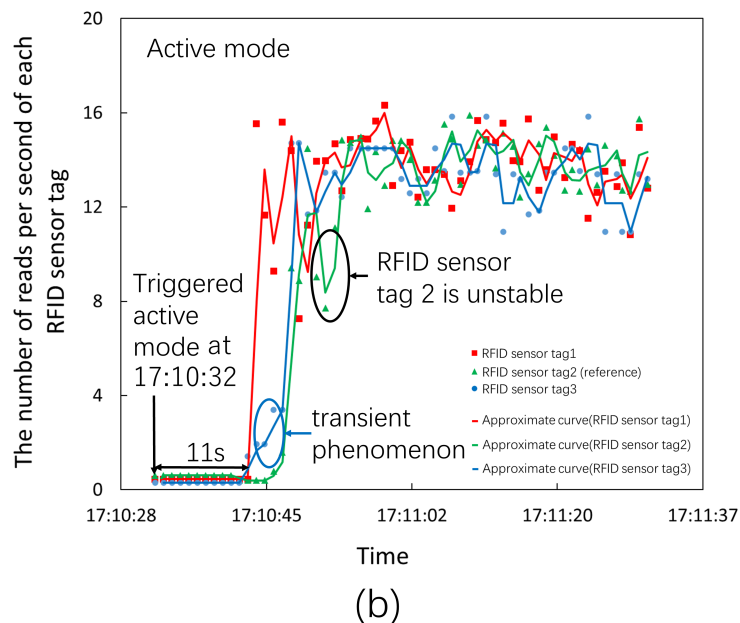 Active mode
The number of reads per second of each
RFID sensor tag
20
16
12
8
4
0
Triggered
active
mode at
17:10:32
11s
RFID sensor
tag 2 is unstable
transient
phenomenon
RFID sensor tag1
RFID sensor tag2 (reference)
RFID sensor tag3
Approximate curve(RFID sensor tag1)
Approximate curve(RFID sensor tag2)
Approximate curve(RFID sensor tag3)
17:10:28 17:10:45 17:11:02 17:11:20 17:11:37
Time
(b)